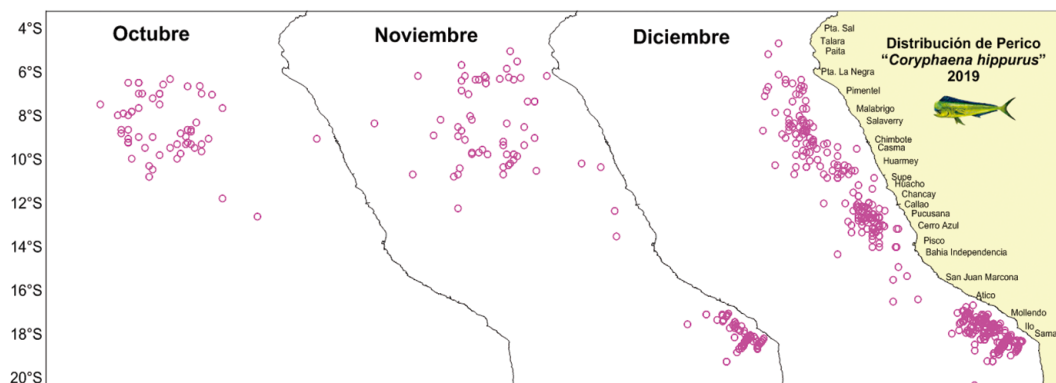 4°S
6°S
8°S
10°S
12°S
14°S
16°S
18°S
20°S
Octubre
Noviembre
Diciembre
Distribución de Perico
“Coryphaena hippurus”
2019
Pta. Sal
Talara
Paita
Pta. La Negra
Pimentel
Malabrigo
Salaverry
Chimbote
Casma
Huarmey
Supe
Huacho
Chancay
Callao
Pucusana
Cerro Azul
Pisco
Bahia Independencia
San Juan Marcona
Atico
Mollendo
Ilo
Sama